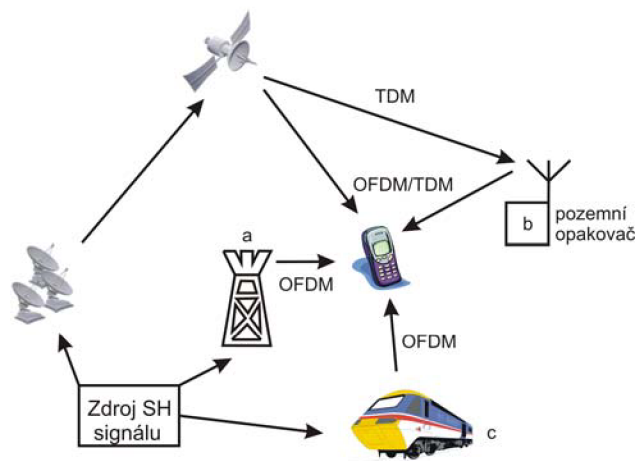 TDM
OFDM/TDM
a
b
pozemní
opakovač
OFDM
OFDM
Zdroj SH
signálu
c